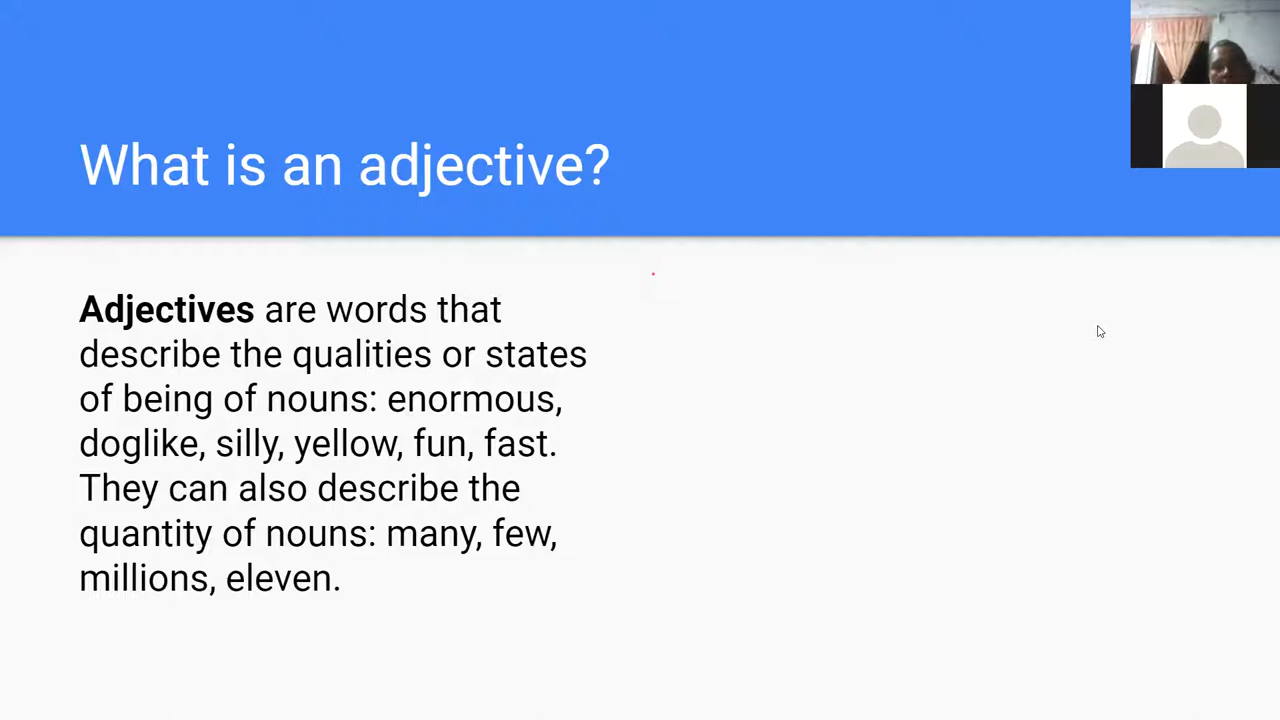 What is an adjective?
Adjectives are words that
describe the qualities or states
of being of nouns: enormous,
doglike, silly, yellow, fun, fast.
They can also describe the
quantity of nouns: many, few,
millions, eleven.